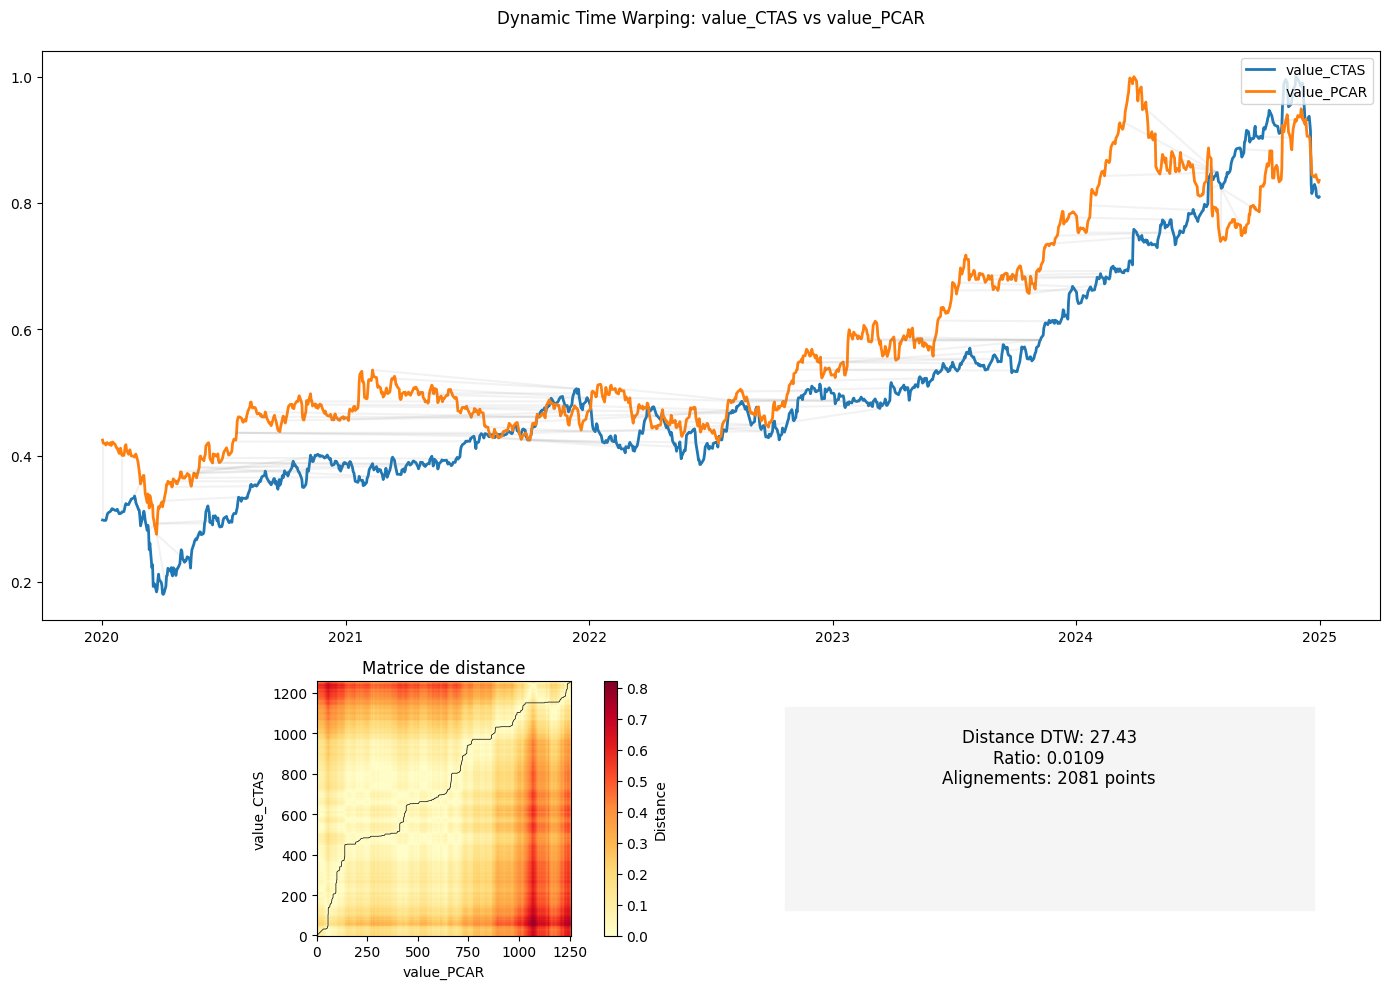 Dynamic Time Warping: value_CTAS vs value_PCAR
value_CTAS
value_PCAR
1.0
0.8
0.6
0.4
0.2
2020 2021 2022 2023 2024 2025
Matrice de distance
value_CTAS
1200
1000
800
600
400
200
0
0 250 500 750 1000 1250
value_PCAR
0.8
0.7
0.6
0.5
0.4
0.3
0.2
0.1
0.0
Distance
Distance DTW: 27.43
Ratio: 0.0109
Alignements: 2081 points